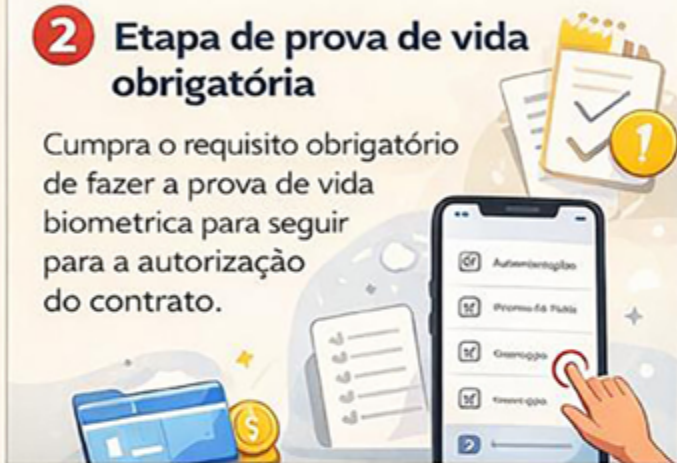 2 Etapa de prova de vida
obrigatória
Cumpra o requisito obrigatório
de fazer a prova de vida
biometrica para seguir
para a autorização
do contrato.